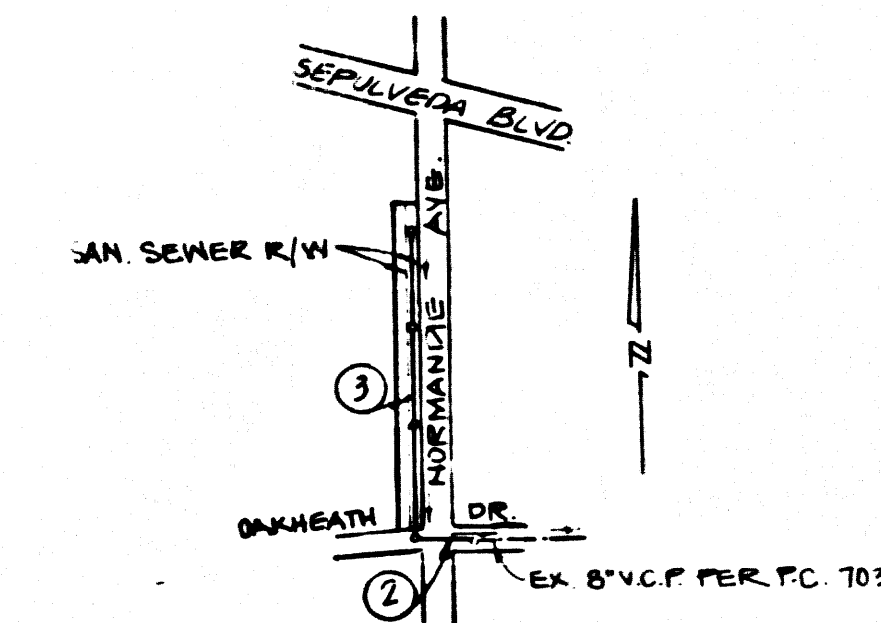 SEPULVEDA BLVD.
SAN. SEWER R/W
NORMANDIE AVE.
3
OAKHEATH DR.
2
EX. 8" V.C.P. PER P.C. 703
N